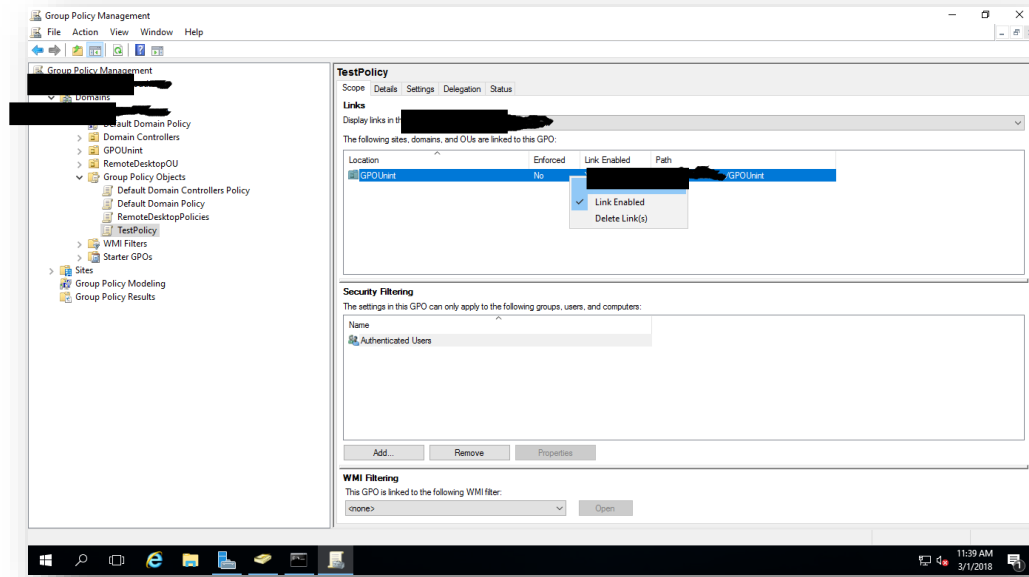 Group Policy Management
File Action View Window Help
Group Policy Management
Domains
Default Domain Policy
Domain Controllers
GPOUnint
RemoteDesktopOU
Group Policy Objects
Default Domain Controllers Policy
Default Domain Policy
RemoteDesktopPolicies
TestPolicy
WMI Filters
Starter GPOs
Sites
Group Policy Modeling
Group Policy Results
TestPolicy
Scope Details Settings Delegation Status
Links
Display links in
The following sites, domains, and OUs are linked to this GPO:
Location Enforced Link Enabled Path
GPOUnint No /GPOUnint
Link Enabled
Delete Link(s)
Security Filtering
The settings in this GPO can only apply to the following groups, users, and computers:
Name
Authenticated Users
Add... Remove Properties
WMI Filtering
This GPO is linked to the following WMI filter:
<none> Open
11:39 AM
3/1/2018
1